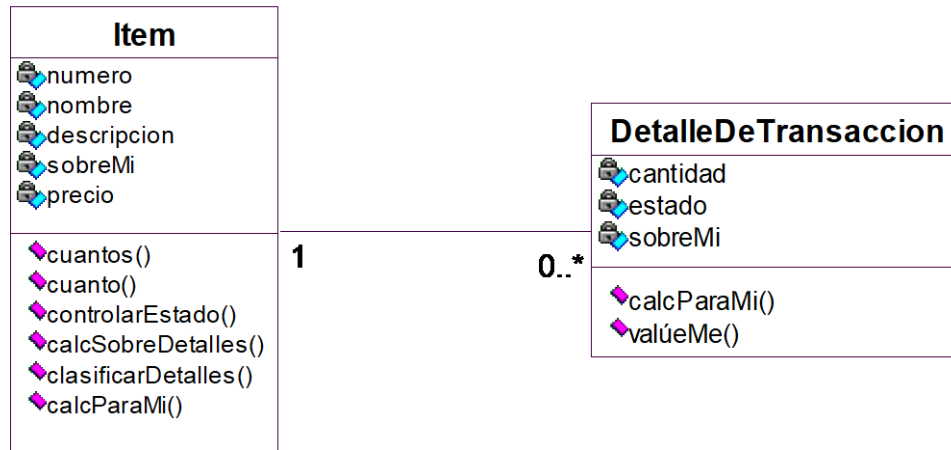 Item
numero
nombre
descripcion
sobreMi
precio
cuantos()
cuanto()
controlarEstado()
calcSobreDetalles()
clasificarDetalles()
calcParaMi()
1
0..*
DetalleDeTransaccion
cantidad
estado
sobreMi
calcParaMi()
valúeMe()